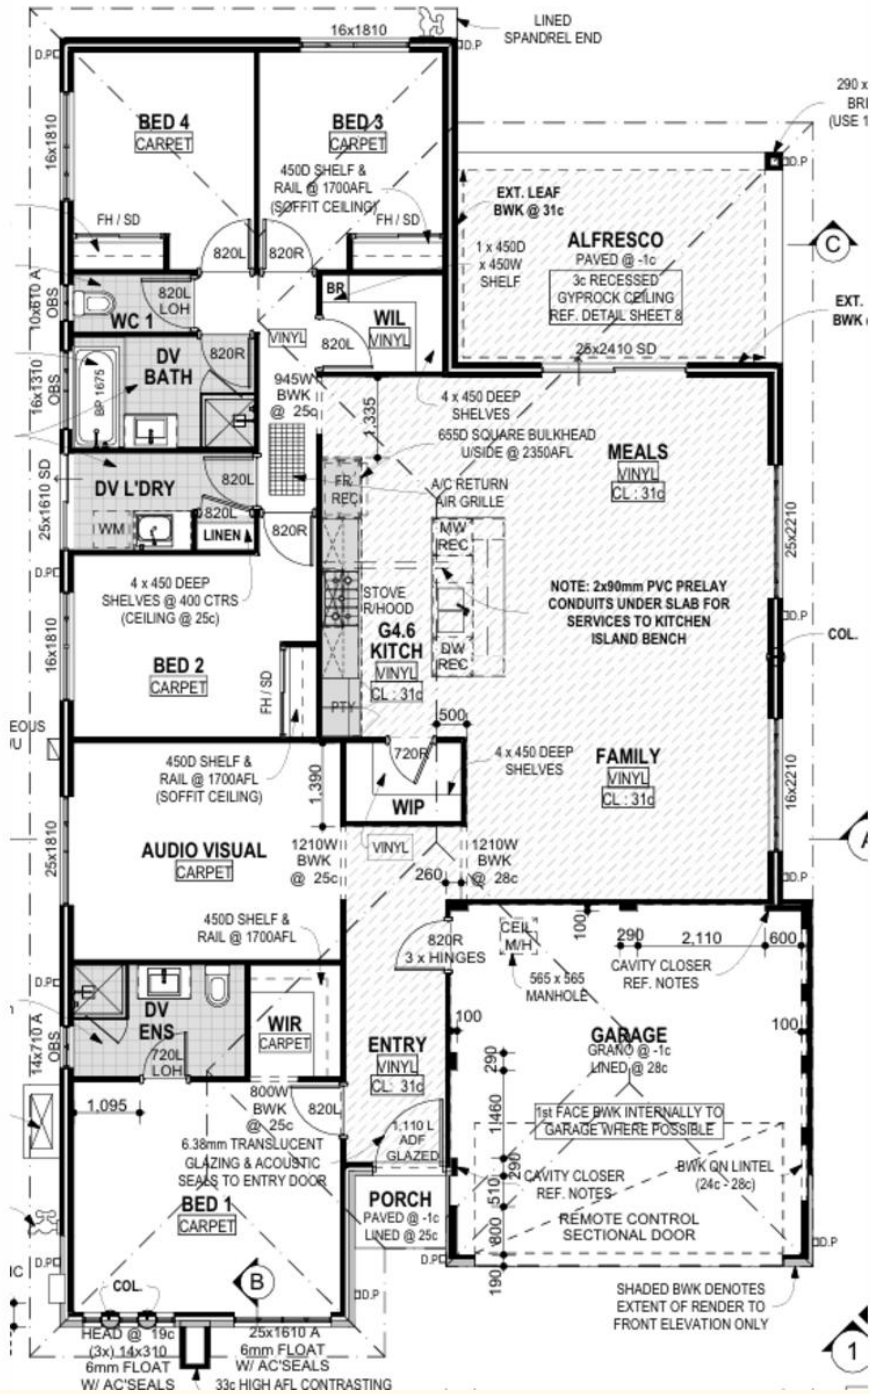 16x1810
LINED
SPANDREL END
D.P
D.P
BED 4
CARPET
BED 3
CARPET
16x1810
290 x
BRI
(USE 1
D.P
450D SHELF &
RAIL @ 1700AFL
(SOFFIT CEILING)
EXT. LEAF
BWK @ 31c
FH / SD
FH / SD
820L
820R
1 x 450D
x 450W
SHELF
ALFRESCO
PAVED @ -1c
3c RECESSED
GYPROCK CEILING
REF. DETAIL SHEET 8
C
10x610 A
OBS
820L
LOH
WC 1
BR
WIL
VINYL
VINYL
820L
EXT.
BWK
25x2410 SD
16x1310
OBS
DV
BATH
820R
BP 1675
945W
BWK
@ 25c
1,335
4 x 450 DEEP
SHELVES
655D SQUARE BULKHEAD
U/SIDE @ 2350AFL
MEALS
VINYL
CL : 31c
25x1610 SD
DV L'DRY
820L
FR
REC
A/C RETURN
AIR GRILLE
WM
820L
LINEN
820R
MW
REC
25x2210
D.P
4 x 450 DEEP
SHELVES @ 400 CTRS
(CEILING @ 25c)
STOVE
R/HOOD
NOTE: 2x90mm PVC PRELAY
CONDUITS UNDER SLAB FOR
SERVICES TO KITCHEN
ISLAND BENCH
D.P
COL.
16x1810
BED 2
CARPET
G4.6
KITCH
VINYL
CL : 31c
DW
REC
FH / SD
PTY
500
EOUS
450D SHELF &
RAIL @ 1700AFL
(SOFFIT CEILING)
1,390
720R
4 x 450 DEEP
SHELVES
FAMILY
VINYL
CL : 31c
16x2210
WIP
25x1810
AUDIO VISUAL
CARPET
1210W
BWK
@ 25c
VINYL
1210W
BWK
@ 28c
260
A
D.P
450D SHELF &
RAIL @ 1700AFL
820R
3 x HINGES
CEIL
M/H
100
290
2,110
600
CAVITY CLOSER
REF. NOTES
565 x 565
MANHOLE
D.P
14x710 A
OBS
DV
ENS
WIR
CARPET
720L
LOH
ENTRY
VINYL
CL: 31c
100
GARAGE
GRANO @ -1c
LINED @ 28c
100
290
1,460
1,095
800W
BWK
@ 25c
820L
1,110 L
ADF
GLAZED
1st FACE BWK INTERNALLY TO
GARAGE WHERE POSSIBLE
6.38mm TRANSLUCENT
GLAZING & ACOUSTIC
SEALS TO ENTRY DOOR
290
510
CAVITY CLOSER
REF. NOTES
BWK ON LINTEL
(24c - 28c)
BED 1
CARPET
PORCH
PAVED @ -1c
LINED @ 25c
800
REMOTE CONTROL
SECTIONAL DOOR
D.P
D.P
D.P
190
COL.
B
D.P
SHADED BWK DENOTES
EXTENT OF RENDER TO
FRONT ELEVATION ONLY
HEAD @ 19c
(3x) 14x310
6mm FLOAT
W/ AC'SEALS
25x1610 A
6mm FLOAT
W/ AC'SEALS
33c HIGH AFL CONTRASTING
1